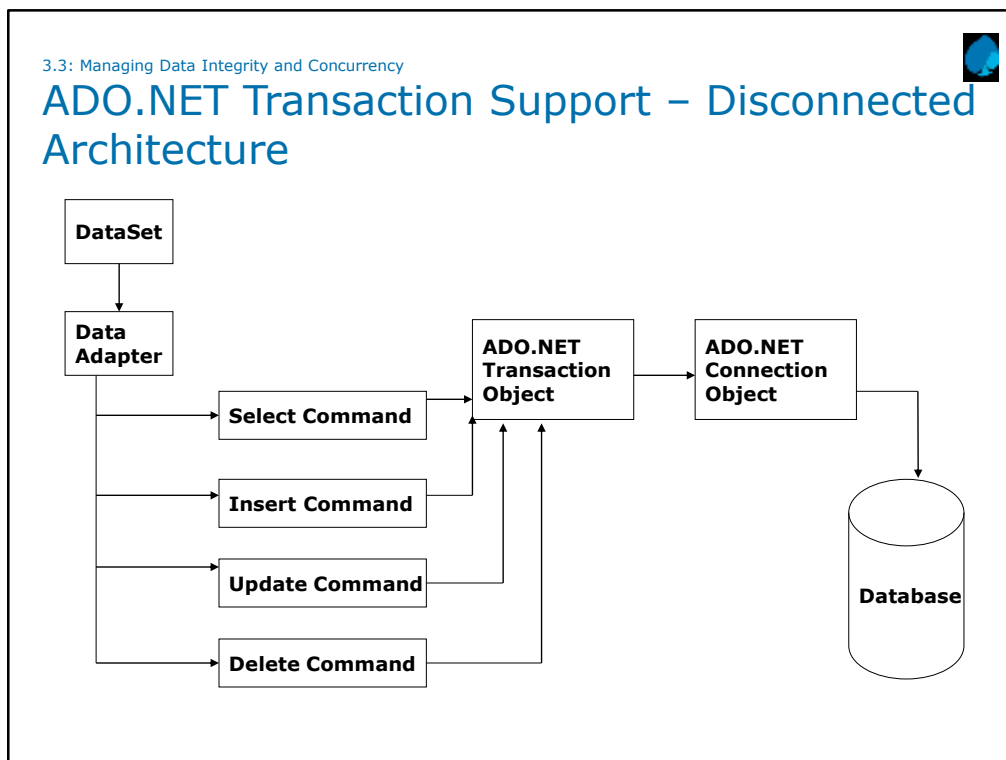 3.3: Managing Data Integrity and Concurrency
ADO.NET Transaction Support – Disconnected
Architecture
DataSet
Data
Adapter
Select Command
Insert Command
Update Command
Delete Command
ADO.NET
Transaction
Object
ADO.NET
Connection
Object
Database